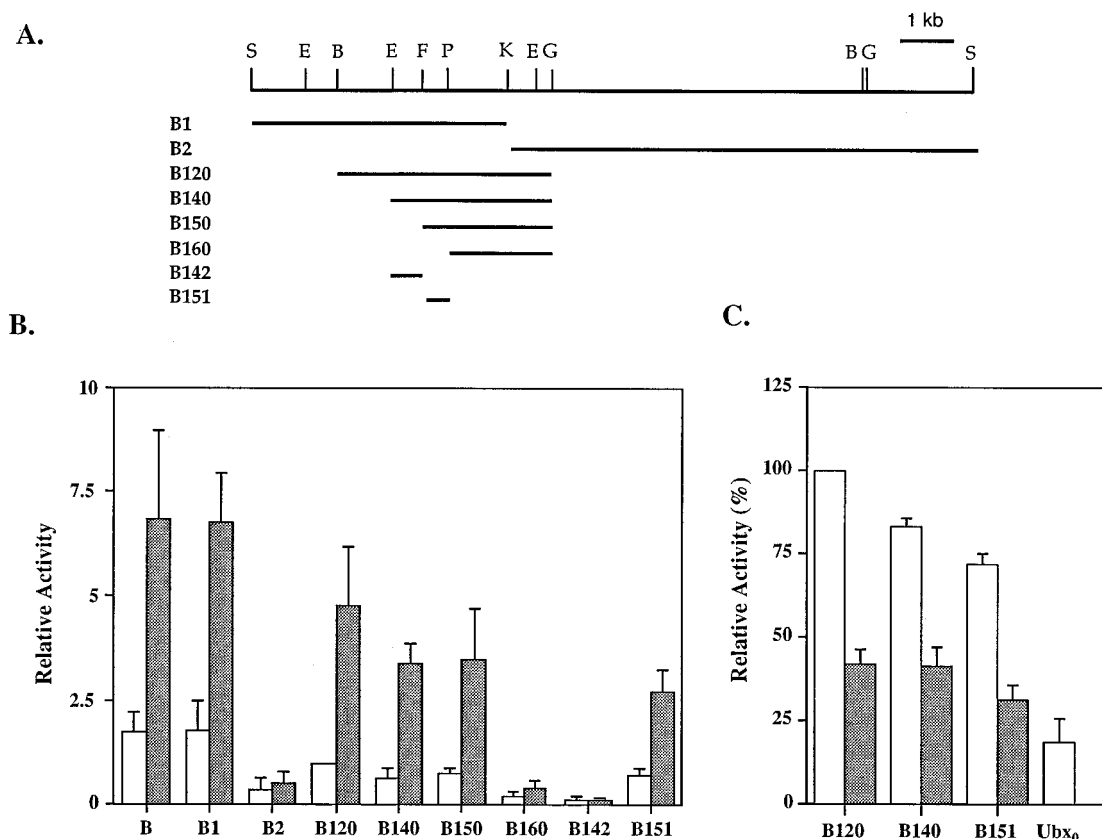 A.
1 kb
S E B E F P K E G B G S
B1
B2
B120
B140
B150
B160
B142
B151
B.
C.
Relative Activity
10
7.5
5
2.5
0
B B1 B2 B120 B140 B150 B160 B142 B151
Relative Activity (%)
125
100
75
50
25
0
B120 B140 B151 Ubx₀